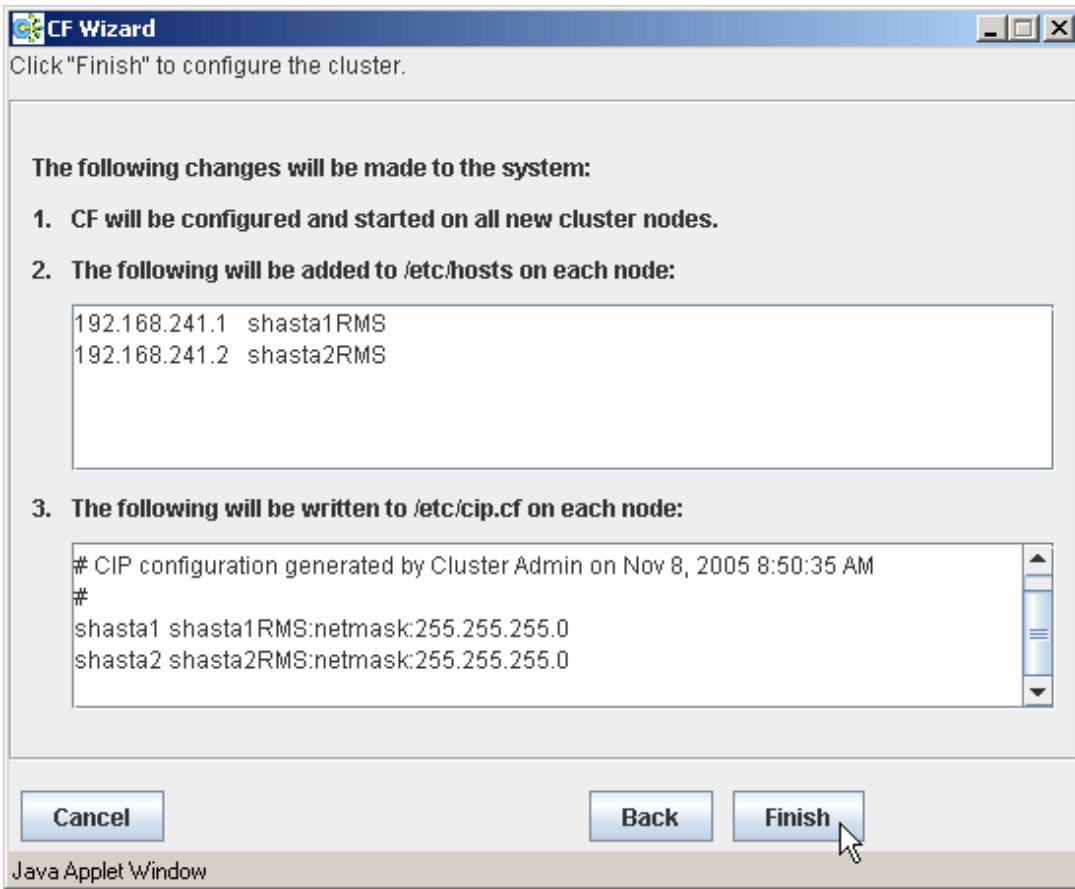 CF Wizard
Click "Finish" to configure the cluster.
The following changes will be made to the system:
1. CF will be configured and started on all new cluster nodes.
2. The following will be added to /etc/hosts on each node:
192.168.241.1 shasta1RMS
192.168.241.2 shasta2RMS
3. The following will be written to /etc/cip.cf on each node:
# CIP configuration generated by Cluster Admin on Nov 8, 2005 8:50:35 AM
#
shasta1 shasta1RMS:netmask:255.255.255.0
shasta2 shasta2RMS:netmask:255.255.255.0
Cancel Back Finish
Java Applet Window